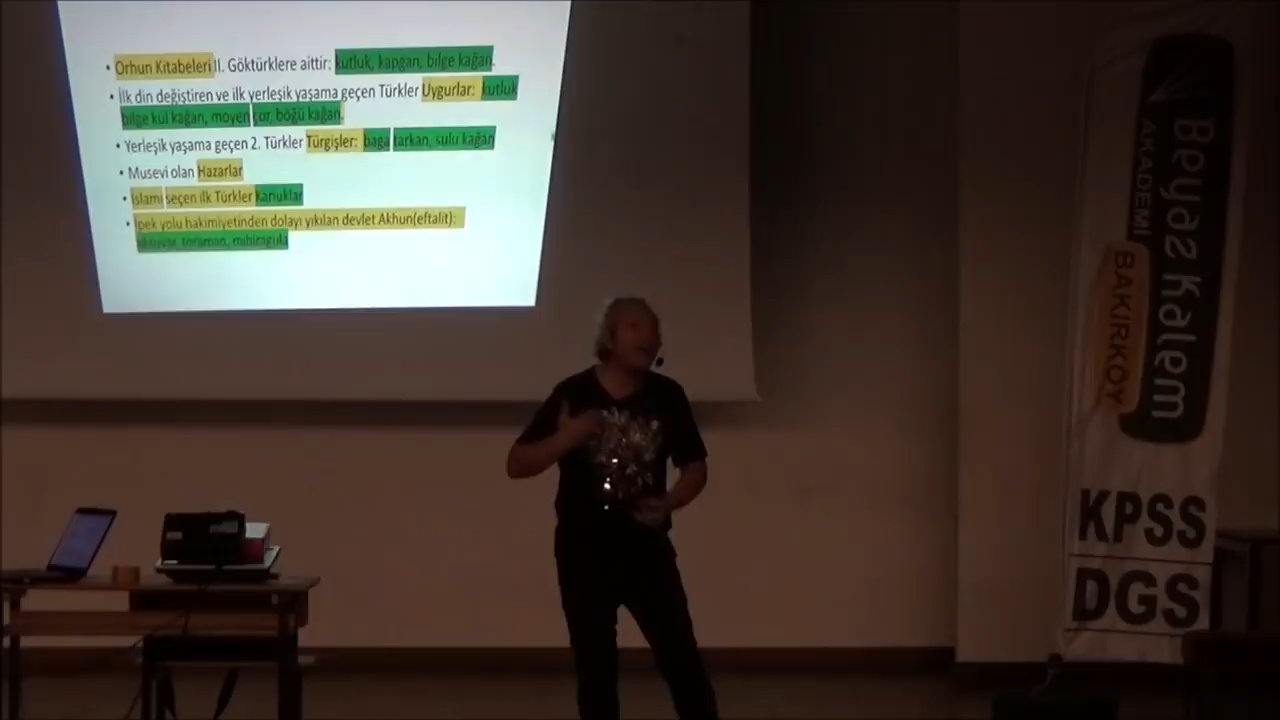 • Orhun Kitabeleri II. Göktürklere aittir: kutluk, kapgan, bilge kağan.
• İlk din değiştiren ve ilk yerleşik yaşama geçen Türkler Uygurlar: kutluk
bilge kül kağan, moyen çor, böğü kağan.
• Yerleşik yaşama geçen 2. Türkler Türgişler: baga tarkan, sulu kağan
• Musevi olan Hazarlar
• İslamı seçen ilk Türkler karluklar
• İpek yolu hakimiyetinden dolayı yıkılan devlet Akhun(eftalit):
toraman, mihiragula
Beyaz Kalem
AKADEMİ
BAKIRKÖY
KPSS
DGS